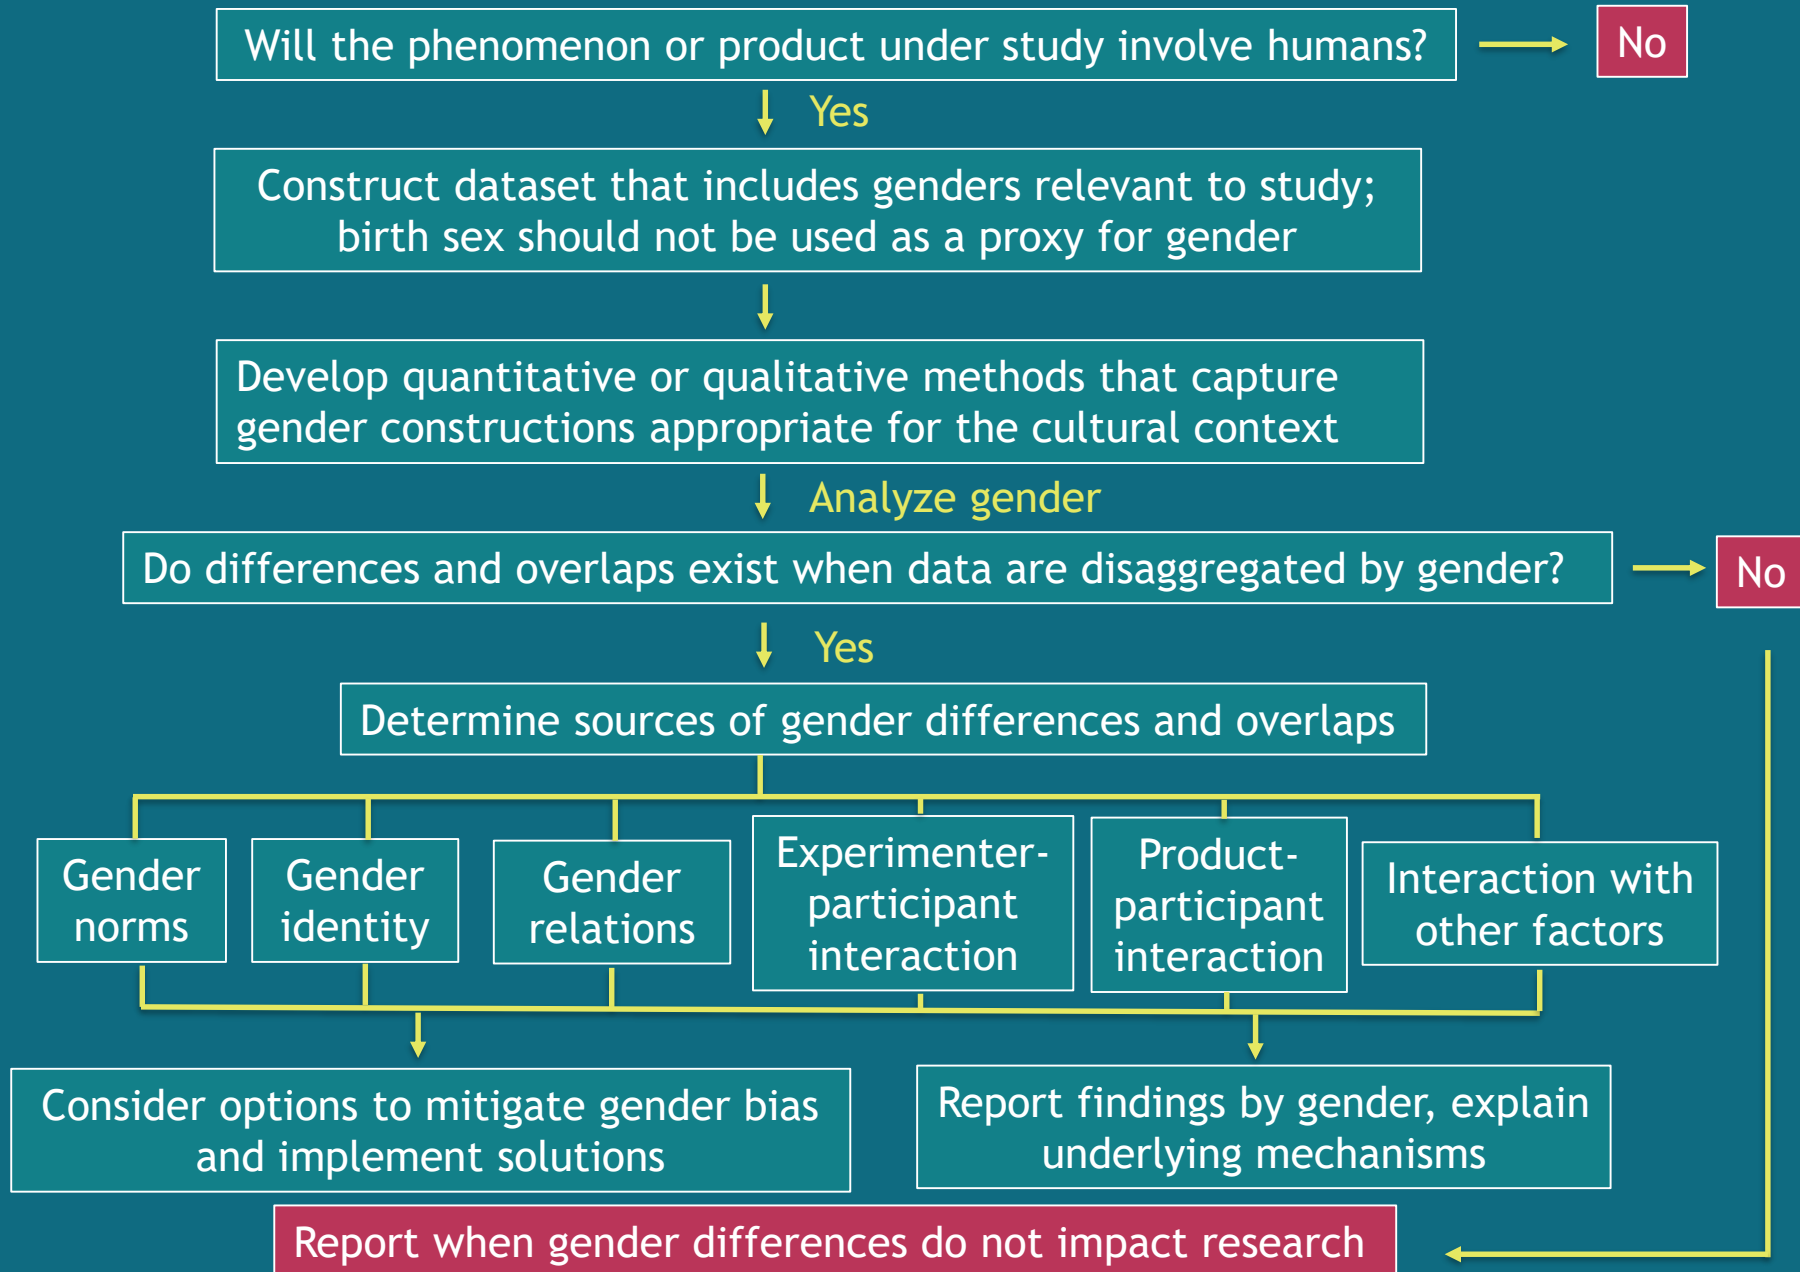 Will the phenomenon or product under study involve humans?
No
Yes
Construct dataset that includes genders relevant to study;
birth sex should not be used as a proxy for gender
Develop quantitative or qualitative methods that capture
gender constructions appropriate for the cultural context
Analyze gender
Do differences and overlaps exist when data are disaggregated by gender?
No
Yes
Determine sources of gender differences and overlaps
Gender
norms
Gender
identity
Gender
relations
Experimenter-
participant
interaction
Product-
participant
interaction
Interaction with
other factors
Consider options to mitigate gender bias
and implement solutions
Report findings by gender, explain
underlying mechanisms
Report when gender differences do not impact research